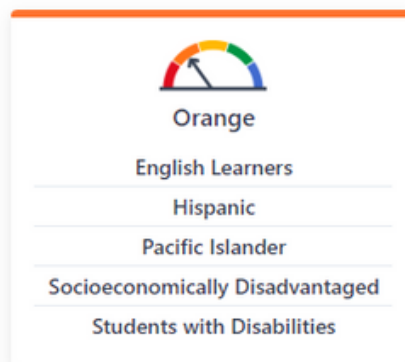 Orange
English Learners
Hispanic
Pacific Islander
Socioeconomically Disadvantaged
Students with Disabilities